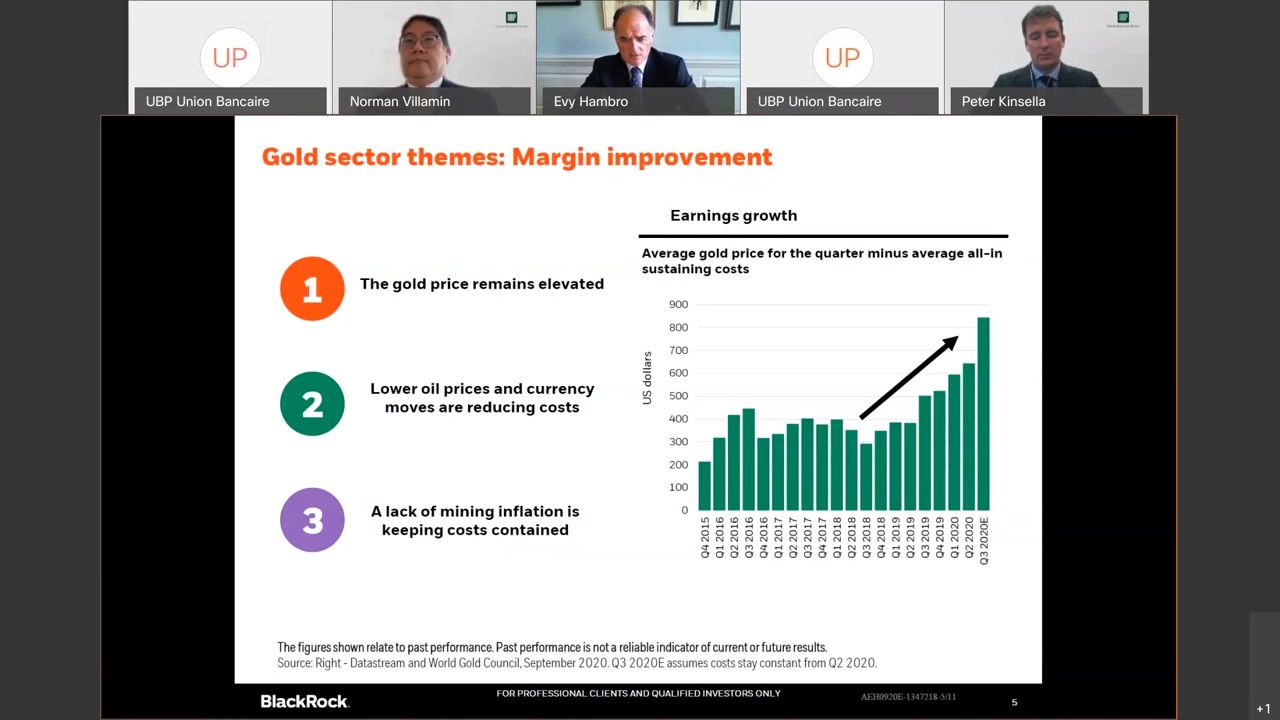 UP
UBP Union Bancaire
Norman Villamin
Evy Hambro
UP
UBP Union Bancaire
Peter Kinsella
Gold sector themes: Margin improvement
1
The gold price remains elevated
2
Lower oil prices and currency
moves are reducing costs
3
A lack of mining inflation is
keeping costs contained
Earnings growth
Average gold price for the quarter minus average all-in
sustaining costs
US dollars
900
800
700
600
500
400
300
200
100
0
Q4 2015
Q1 2016
Q2 2016
Q3 2016
Q4 2016
Q1 2017
Q2 2017
Q3 2017
Q4 2017
Q1 2018
Q2 2018
Q3 2018
Q4 2018
Q1 2019
Q2 2019
Q3 2019
Q4 2019
Q1 2020
Q2 2020
Q3 2020E
The figures shown relate to past performance. Past performance is not a reliable indicator of current or future results.
Source: Right - Datastream and World Gold Council, September 2020. Q3 2020E assumes costs stay constant from Q2 2020.
BlackRock.
FOR PROFESSIONAL CLIENTS AND QUALIFIED INVESTORS ONLY
AEH0920E-1347218-5/11
5
+1